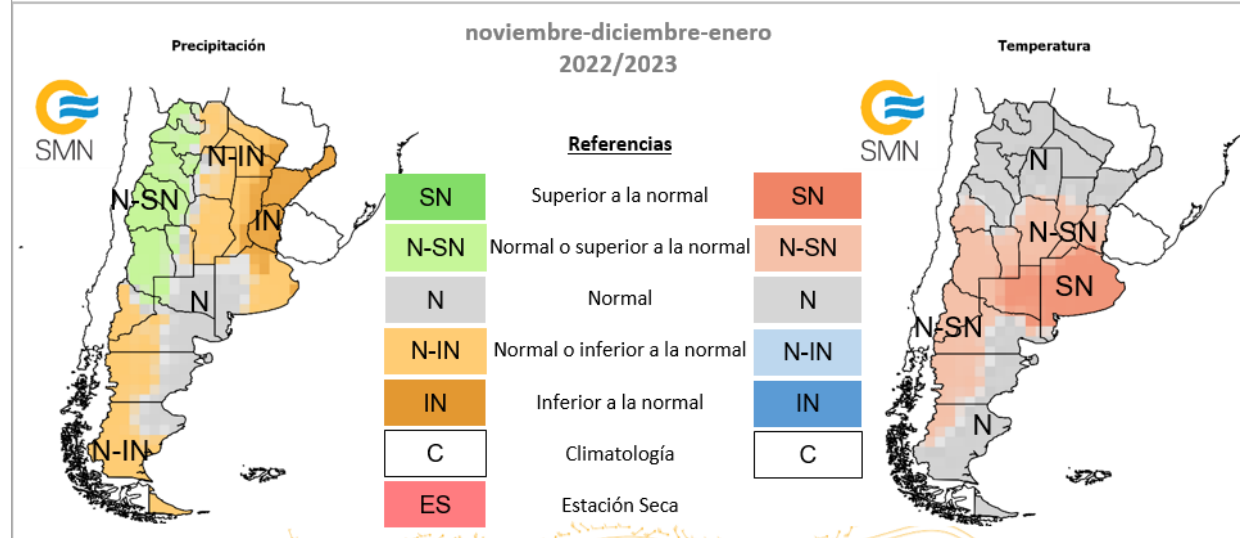 noviembre-diciembre-enero
2022/2023
Precipitación
Temperatura
SMN
SMN
Referencias
SN Superior a la normal SN
N-SN Normal o superior a la normal N-SN
N Normal N
N-IN Normal o inferior a la normal N-IN
IN Inferior a la normal IN
C Climatología C
ES Estación Seca
N-IN
N-SN
IN
N
N-IN
N
N-SN
SN
N-SN
N